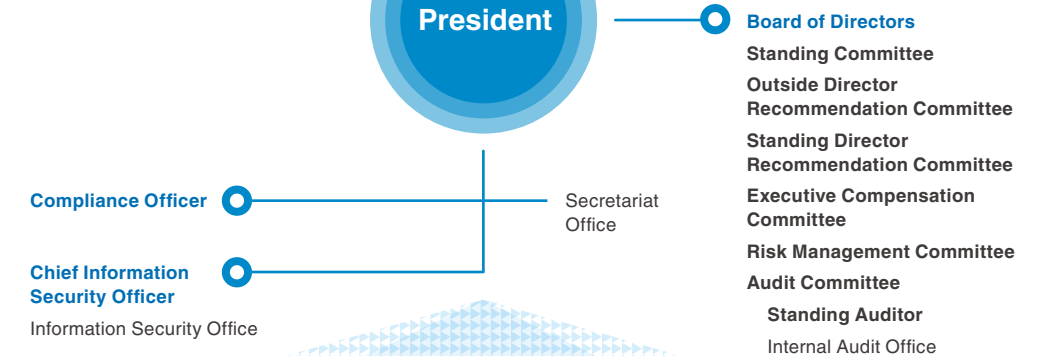 President
Board of Directors
Standing Committee
Outside Director
Recommendation Committee
Standing Director
Recommendation Committee
Executive Compensation
Committee
Risk Management Committee
Audit Committee
Standing Auditor
Internal Audit Office
Compliance Officer
Secretariat
Office
Chief Information
Security Officer
Information Security Office